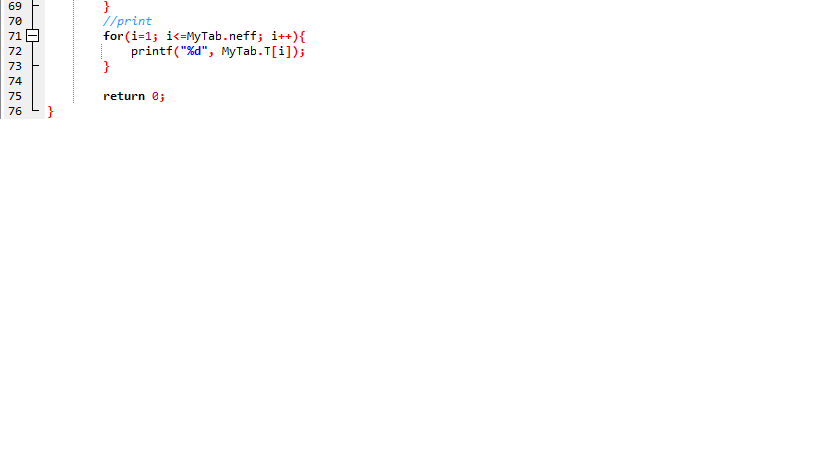 69 }
70 //print
71 for(i=1; i<=MyTab.neff; i++){
72 printf("%d", MyTab.T[i]);
73 }
74
75 return 0;
76 }